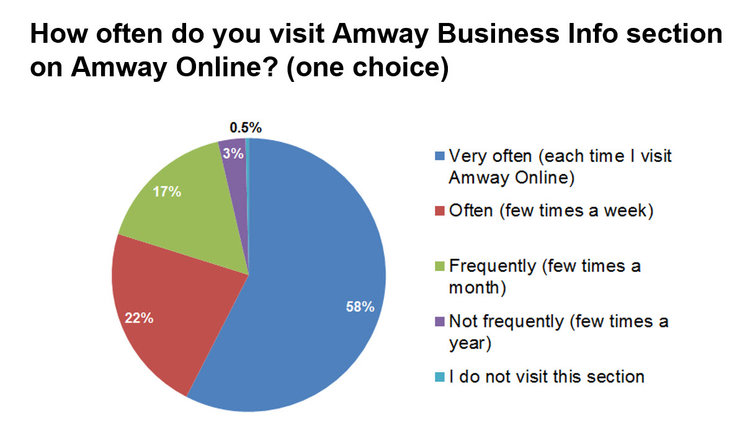 How often do you visit Amway Business Info section
on Amway Online? (one choice)
0.5%
3%
17%
22%
58%
Very often (each time I visit
Amway Online)
Often (few times a week)
Frequently (few times a
month)
Not frequently (few times a
year)
I do not visit this section